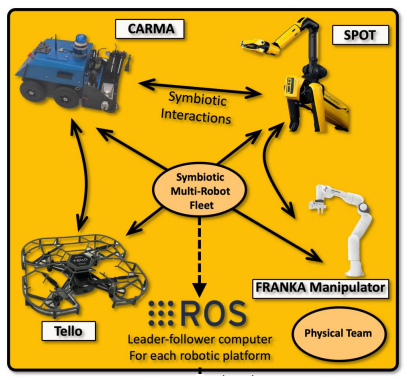 CARMA
SPOT
Symbiotic
Interactions
Symbiotic
Multi-Robot
Fleet
Tello
FRANKA Manipulator
ROS
Leader-follower computer
For each robotic platform
Physical Team